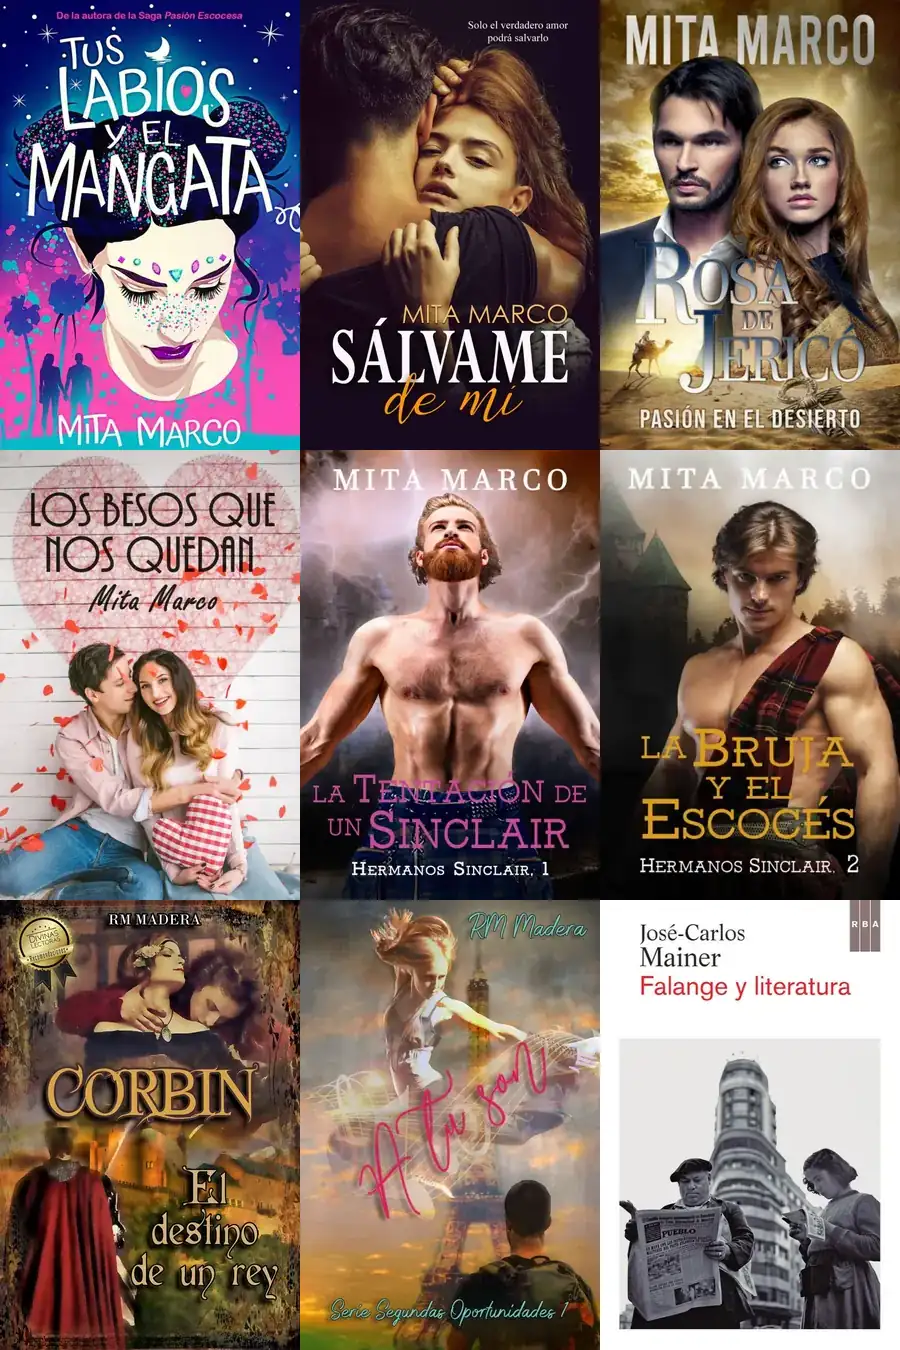 De la autora de la Saga Pasión Escocesa
TUS
LABIOS
Y EL
MANGATA
MITA MARCO
Solo el verdadero amor
podrá salvarlo
MITA MARCO
SÁLVAME
de mí
MITA MARCO
ROSA
DE
JERICÓ
PASIÓN EN EL DESIERTO
LOS BESOS QUE
NOS QUEDAN
Mita Marco
MITA MARCO
LA TENTACIÓN DE
UN SINCLAIR
HERMANOS SINCLAIR, 1
MITA MARCO
LA BRUJA
Y EL
ESCOCÉS
HERMANOS SINCLAIR, 2
RM MADERA
DIVINAS
LECTORAS
CORBIN
El
destino
de un rey
RM Madera
A tu son
Serie Segundas Oportunidades 1
RBA
José-Carlos
Mainer
Falange y literatura
PUEBLO